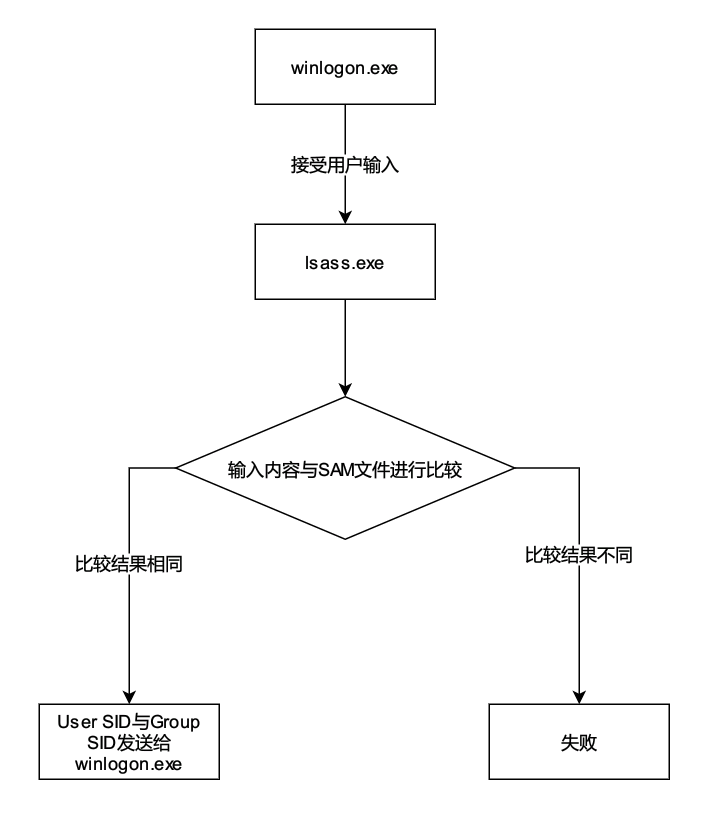 winlogon.exe
接受用户输入
lsass.exe
输入内容与SAM文件进行比较
比较结果相同
比较结果不同
User SID与Group
SID发送给
winlogon.exe
失败